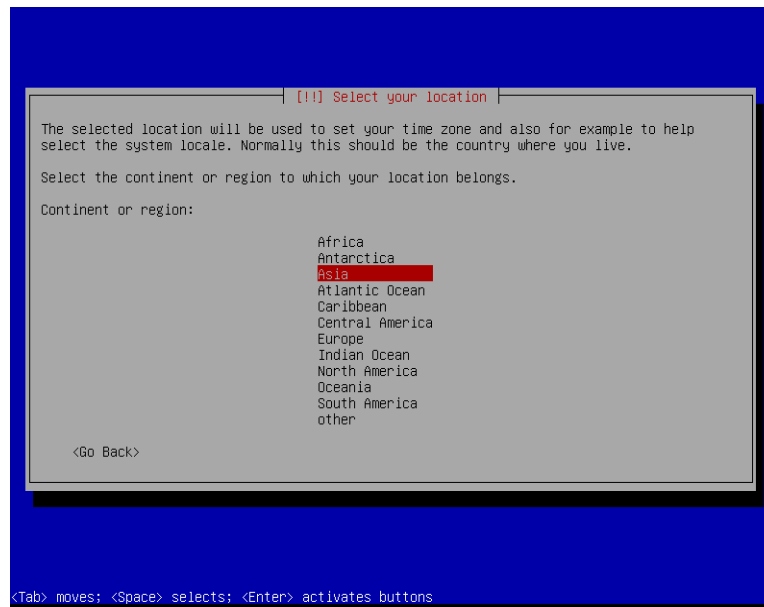 [!!] Select your location
The selected location will be used to set your time zone and also for example to help
select the system locale. Normally this should be the country where you live.
Select the continent or region to which your location belongs.
Continent or region:
Africa
Antarctica
Asia
Atlantic Ocean
Caribbean
Central America
Europe
Indian Ocean
North America
Oceania
South America
other
<Go Back>
<Tab> moves; <Space> selects; <Enter> activates buttons